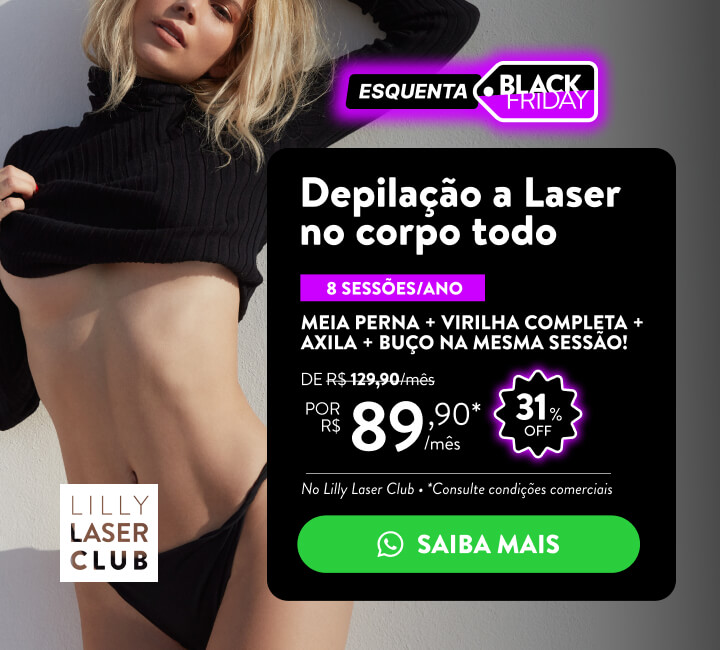 ESQUENTA
BLACK
FRIDAY
Depilação a Laser
no corpo todo
8 SESSÕES/ANO
MEIA PERNA + VIRILHA COMPLETA +
AXILA + BUÇO NA MESMA SESSÃO!
DE R$ 129,90/mês
POR R$ 89,90*/mês
31% OFF
No Lilly Laser Club • *Consulte condições comerciais
SAIBA MAIS
LILLY
LASER
CLUB